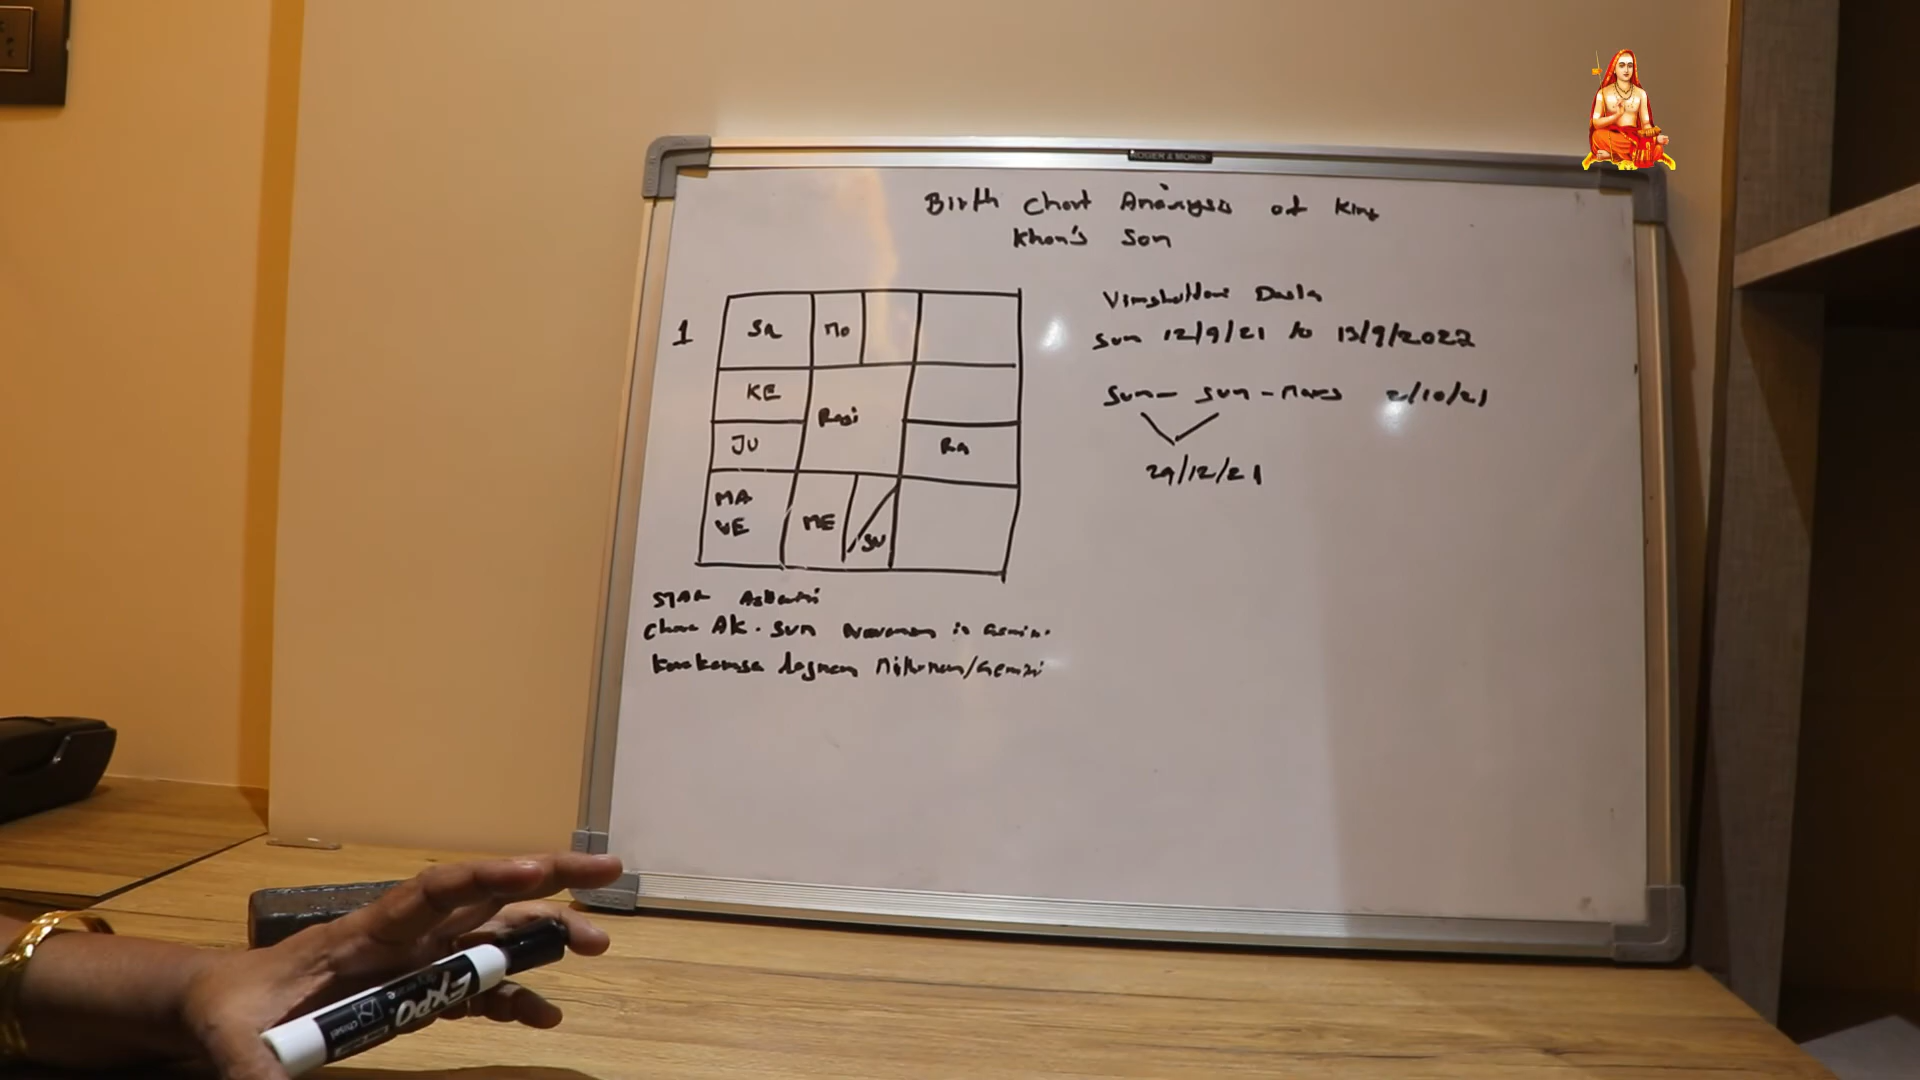 ROGER & MORIS
Birth Chart Analysis of King
Khan's Son
1
SA
Mo
KE
Rasi
JU
RA
MA
VE
ME
SU
Vimshottari Dasha
Sun 12/9/21 to 13/9/2022
Sun - Sun - Mars 2/10/21
29/12/21
STAR Ashwini
Chara AK. Sun Navamsa is Gemini.
Karakamsa lagnam Mithunam/Gemini
EXPO
chisel